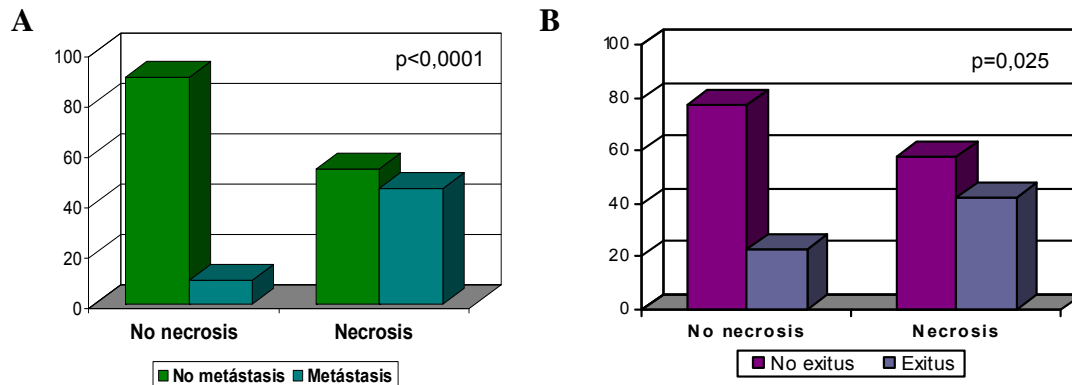 A
p<0,0001
100
80
60
40
20
0
No necrosis Necrosis
No metástasis Metástasis
B
p=0,025
100
80
60
40
20
0
No necrosis Necrosis
No exitus Exitus